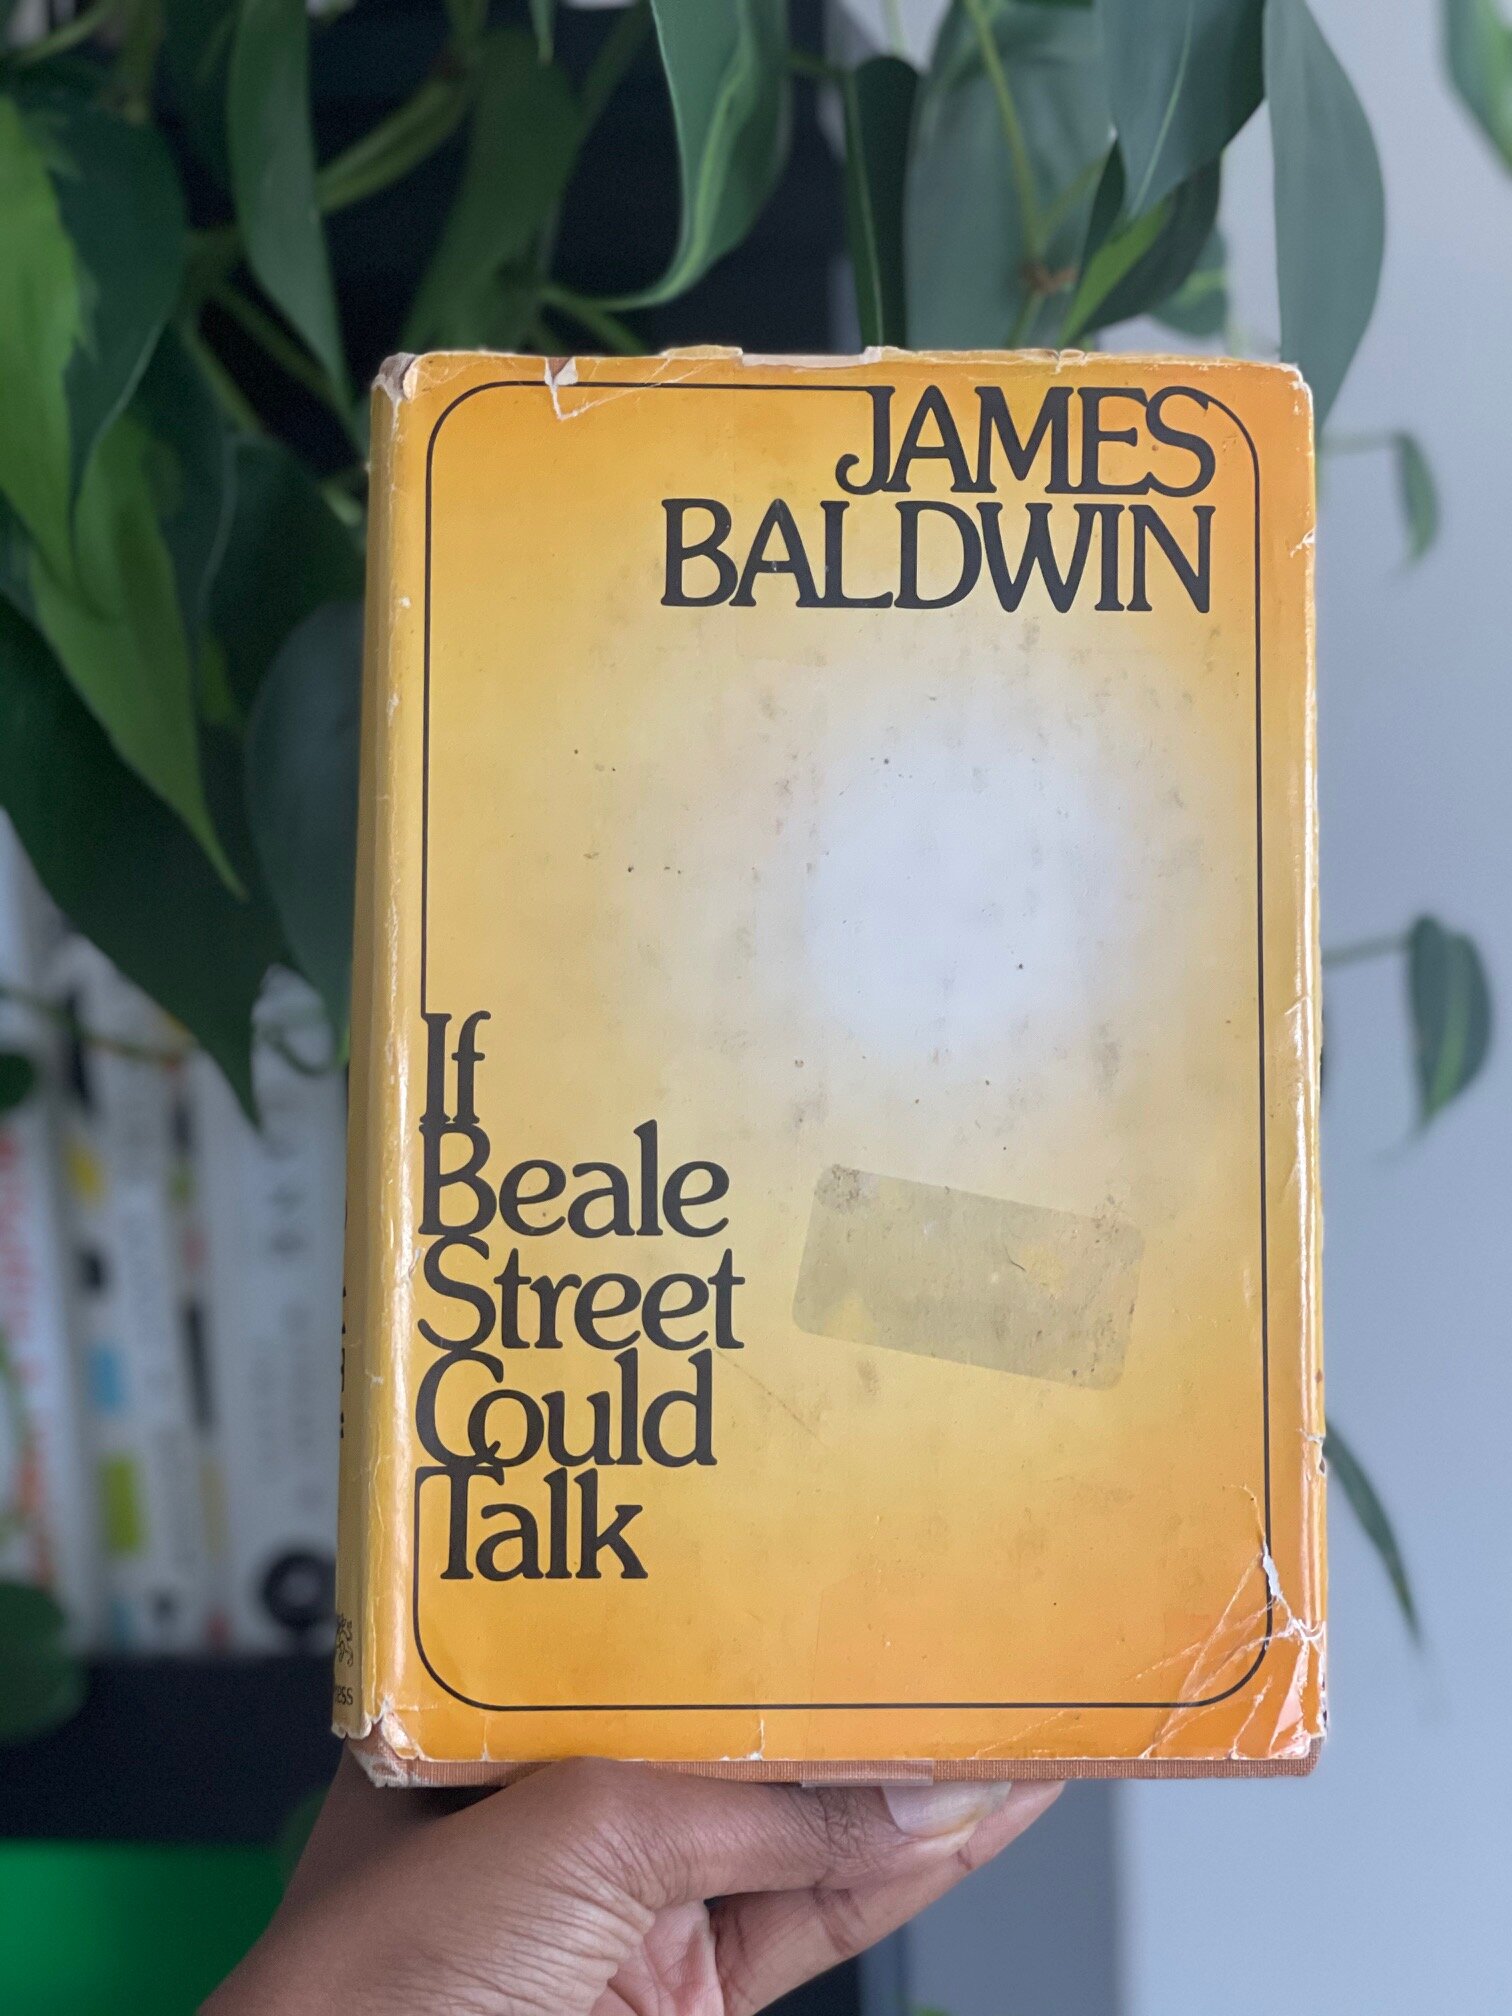 JAMES
BALDWIN
If
Beale
Street
Could
Talk